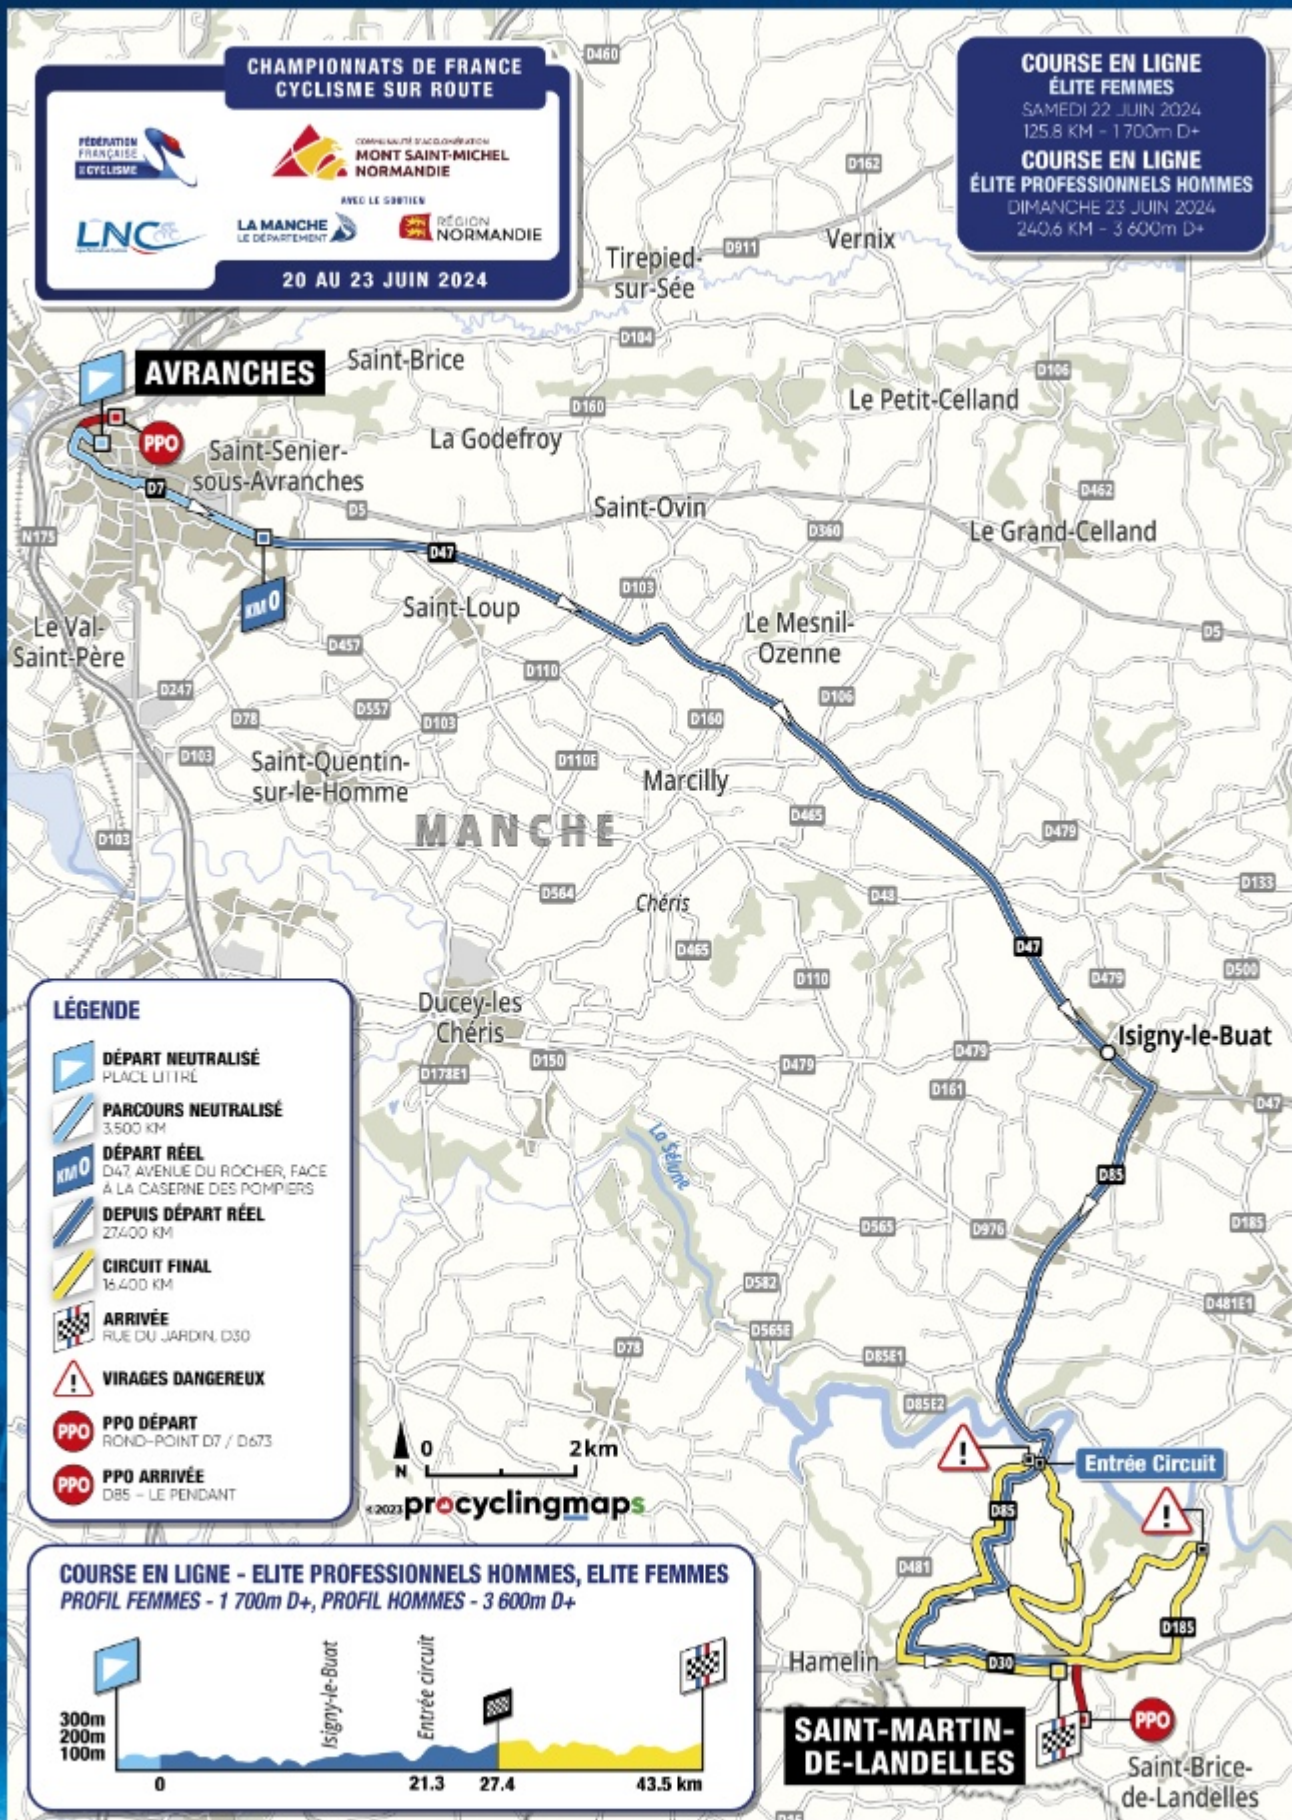 CHAMPIONNATS DE FRANCE
CYCLISME SUR ROUTE
FÉDÉRATION
FRANÇAISE
DE CYCLISME
COMMUNAUTÉ D'AGGLOMÉRATION
MONT SAINT-MICHEL
NORMANDIE
AVEC LE SOUTIEN
LNC
LA MANCHE
LE DÉPARTEMENT
RÉGION
NORMANDIE
20 AU 23 JUIN 2024
COURSE EN LIGNE
ÉLITE FEMMES
SAMEDI 22 JUIN 2024
125.8 KM - 1 700m D+
COURSE EN LIGNE
ÉLITE PROFESSIONNELS HOMMES
DIMANCHE 23 JUIN 2024
240.6 KM - 3 600m D+
D460
D162
Vernix
D911
Tirepied-
sur-Sée
D104
Saint-Brice
AVRANCHES
D106
D160
Le Petit-Celland
PPO
La Godefroy
Saint-Senier-
sous-Avranches
D7
D5
Saint-Ovin
D462
D360
Le Grand-Celland
N175
D47
KM 0
Saint-Loup
D103
Le Mesnil-
Ozenne
D5
Le Val-
Saint-Père
D457
D110
D247
D106
D557
D78
D103
D160
D103
Saint-Quentin-
sur-le-Homme
D110E
Marcilly
MANCHE
D465
D479
D103
D564
Chéris
D48
D133
D465
D47
D110
D479
D500
Ducey-les
Chéris
Isigny-le-Buat
D150
D178E1
D479
D479
D161
D47
La Sélune
D85
D565
D976
D185
D582
D481E1
D565E
D78
D85E1
D85E2
Entrée Circuit
D85
D481
D185
Hamelin
D30
SAINT-MARTIN-
DE-LANDELLES
PPO
Saint-Brice-
de-Landelles
LÉGENDE
DÉPART NEUTRALISÉ
PLACE LITTRÉ
PARCOURS NEUTRALISÉ
3.500 KM
KM 0
DÉPART RÉEL
D47, AVENUE DU ROCHER, FACE
À LA CASERNE DES POMPIERS
DEPUIS DÉPART RÉEL
27.400 KM
CIRCUIT FINAL
16.400 KM
ARRIVÉE
RUE DU JARDIN, D30
VIRAGES DANGEREUX
PPO
PPO DÉPART
ROND-POINT D7 / D673
PPO
PPO ARRIVÉE
D85 - LE PENDANT
N
0 2 km
©2023 procyclingmaps
COURSE EN LIGNE - ELITE PROFESSIONNELS HOMMES, ELITE FEMMES
PROFIL FEMMES - 1 700m D+, PROFIL HOMMES - 3 600m D+
Isigny-le-Buat
Entrée circuit
300m
200m
100m
0 21.3 27.4 43.5 km